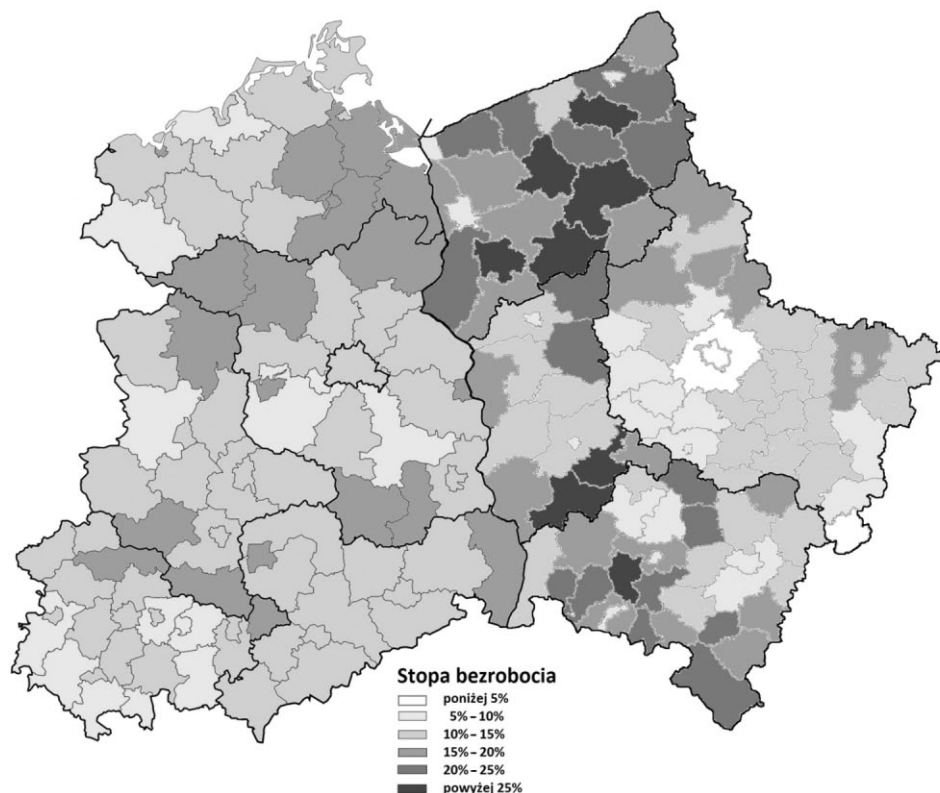 Stopa bezrobocia
poniżej 5%
5% – 10%
10% – 15%
15% – 20%
20% – 25%
powyżej 25%